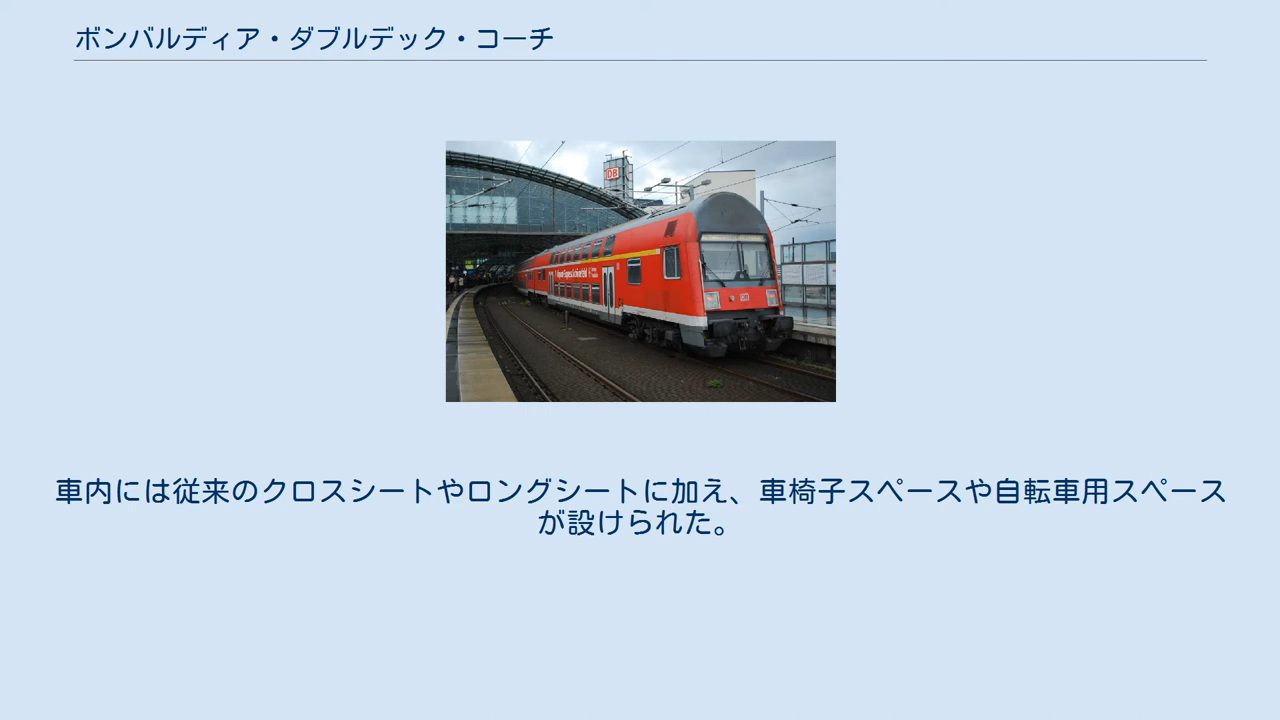 ボンバルディア・ダブルデック・コーチ
DB
車内には従来のクロスシートやロングシートに加え、車椅子スペースや自転車用スペース
が設けられた。